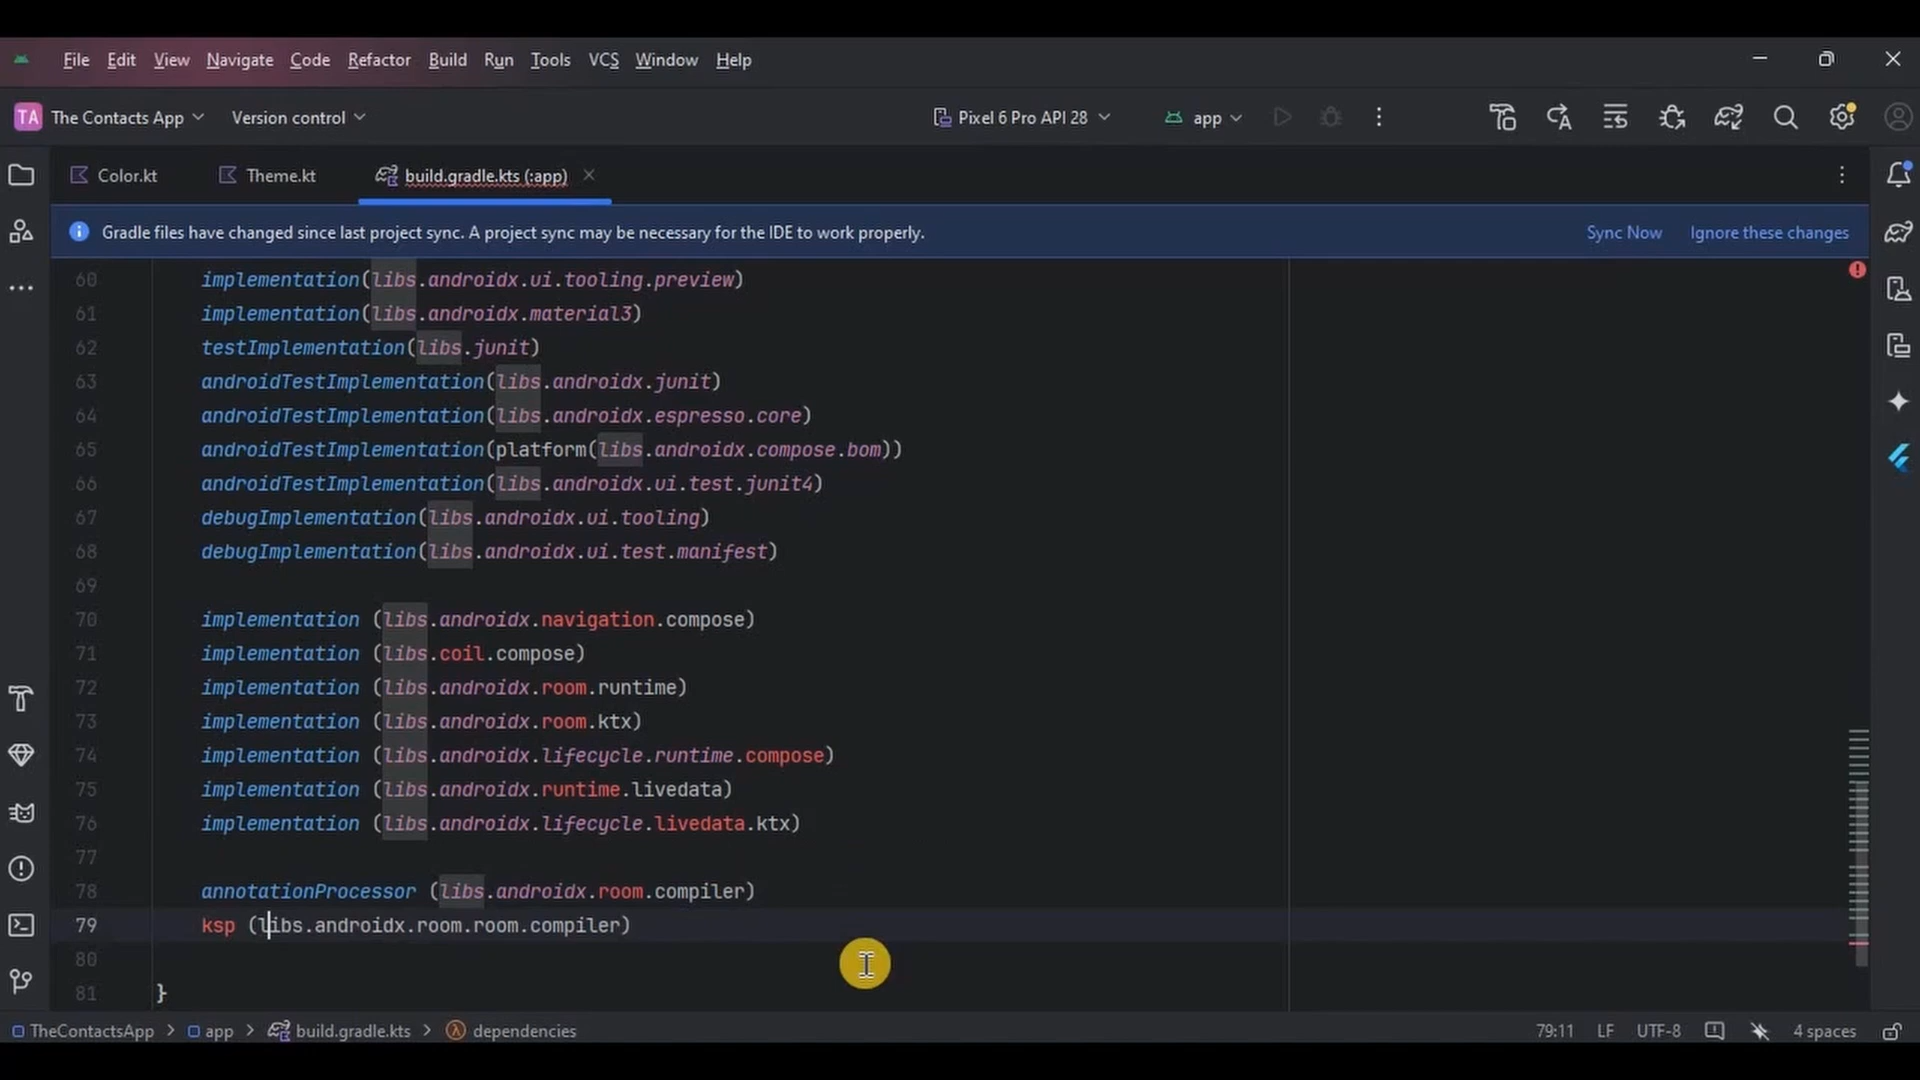 File Edit View Navigate Code Refactor Build Run Tools VCS Window Help
TA The Contacts App Version control Pixel 6 Pro API 28 app
Color.kt Theme.kt build.gradle.kts (:app)
Gradle files have changed since last project sync. A project sync may be necessary for the IDE to work properly. Sync Now Ignore these changes
60 implementation(libs.androidx.ui.tooling.preview)
61 implementation(libs.androidx.material3)
62 testImplementation(libs.junit)
63 androidTestImplementation(libs.androidx.junit)
64 androidTestImplementation(libs.androidx.espresso.core)
65 androidTestImplementation(platform(libs.androidx.compose.bom))
66 androidTestImplementation(libs.androidx.ui.test.junit4)
67 debugImplementation(libs.androidx.ui.tooling)
68 debugImplementation(libs.androidx.ui.test.manifest)
69
70 implementation (libs.androidx.navigation.compose)
71 implementation (libs.coil.compose)
72 implementation (libs.androidx.room.runtime)
73 implementation (libs.androidx.room.ktx)
74 implementation (libs.androidx.lifecycle.runtime.compose)
75 implementation (libs.androidx.runtime.livedata)
76 implementation (libs.androidx.lifecycle.livedata.ktx)
77
78 annotationProcessor (libs.androidx.room.compiler)
79 ksp (libs.androidx.room.room.compiler)
80
81 }
TheContactsApp > app > build.gradle.kts > dependencies 79:11 LF UTF-8 4 spaces